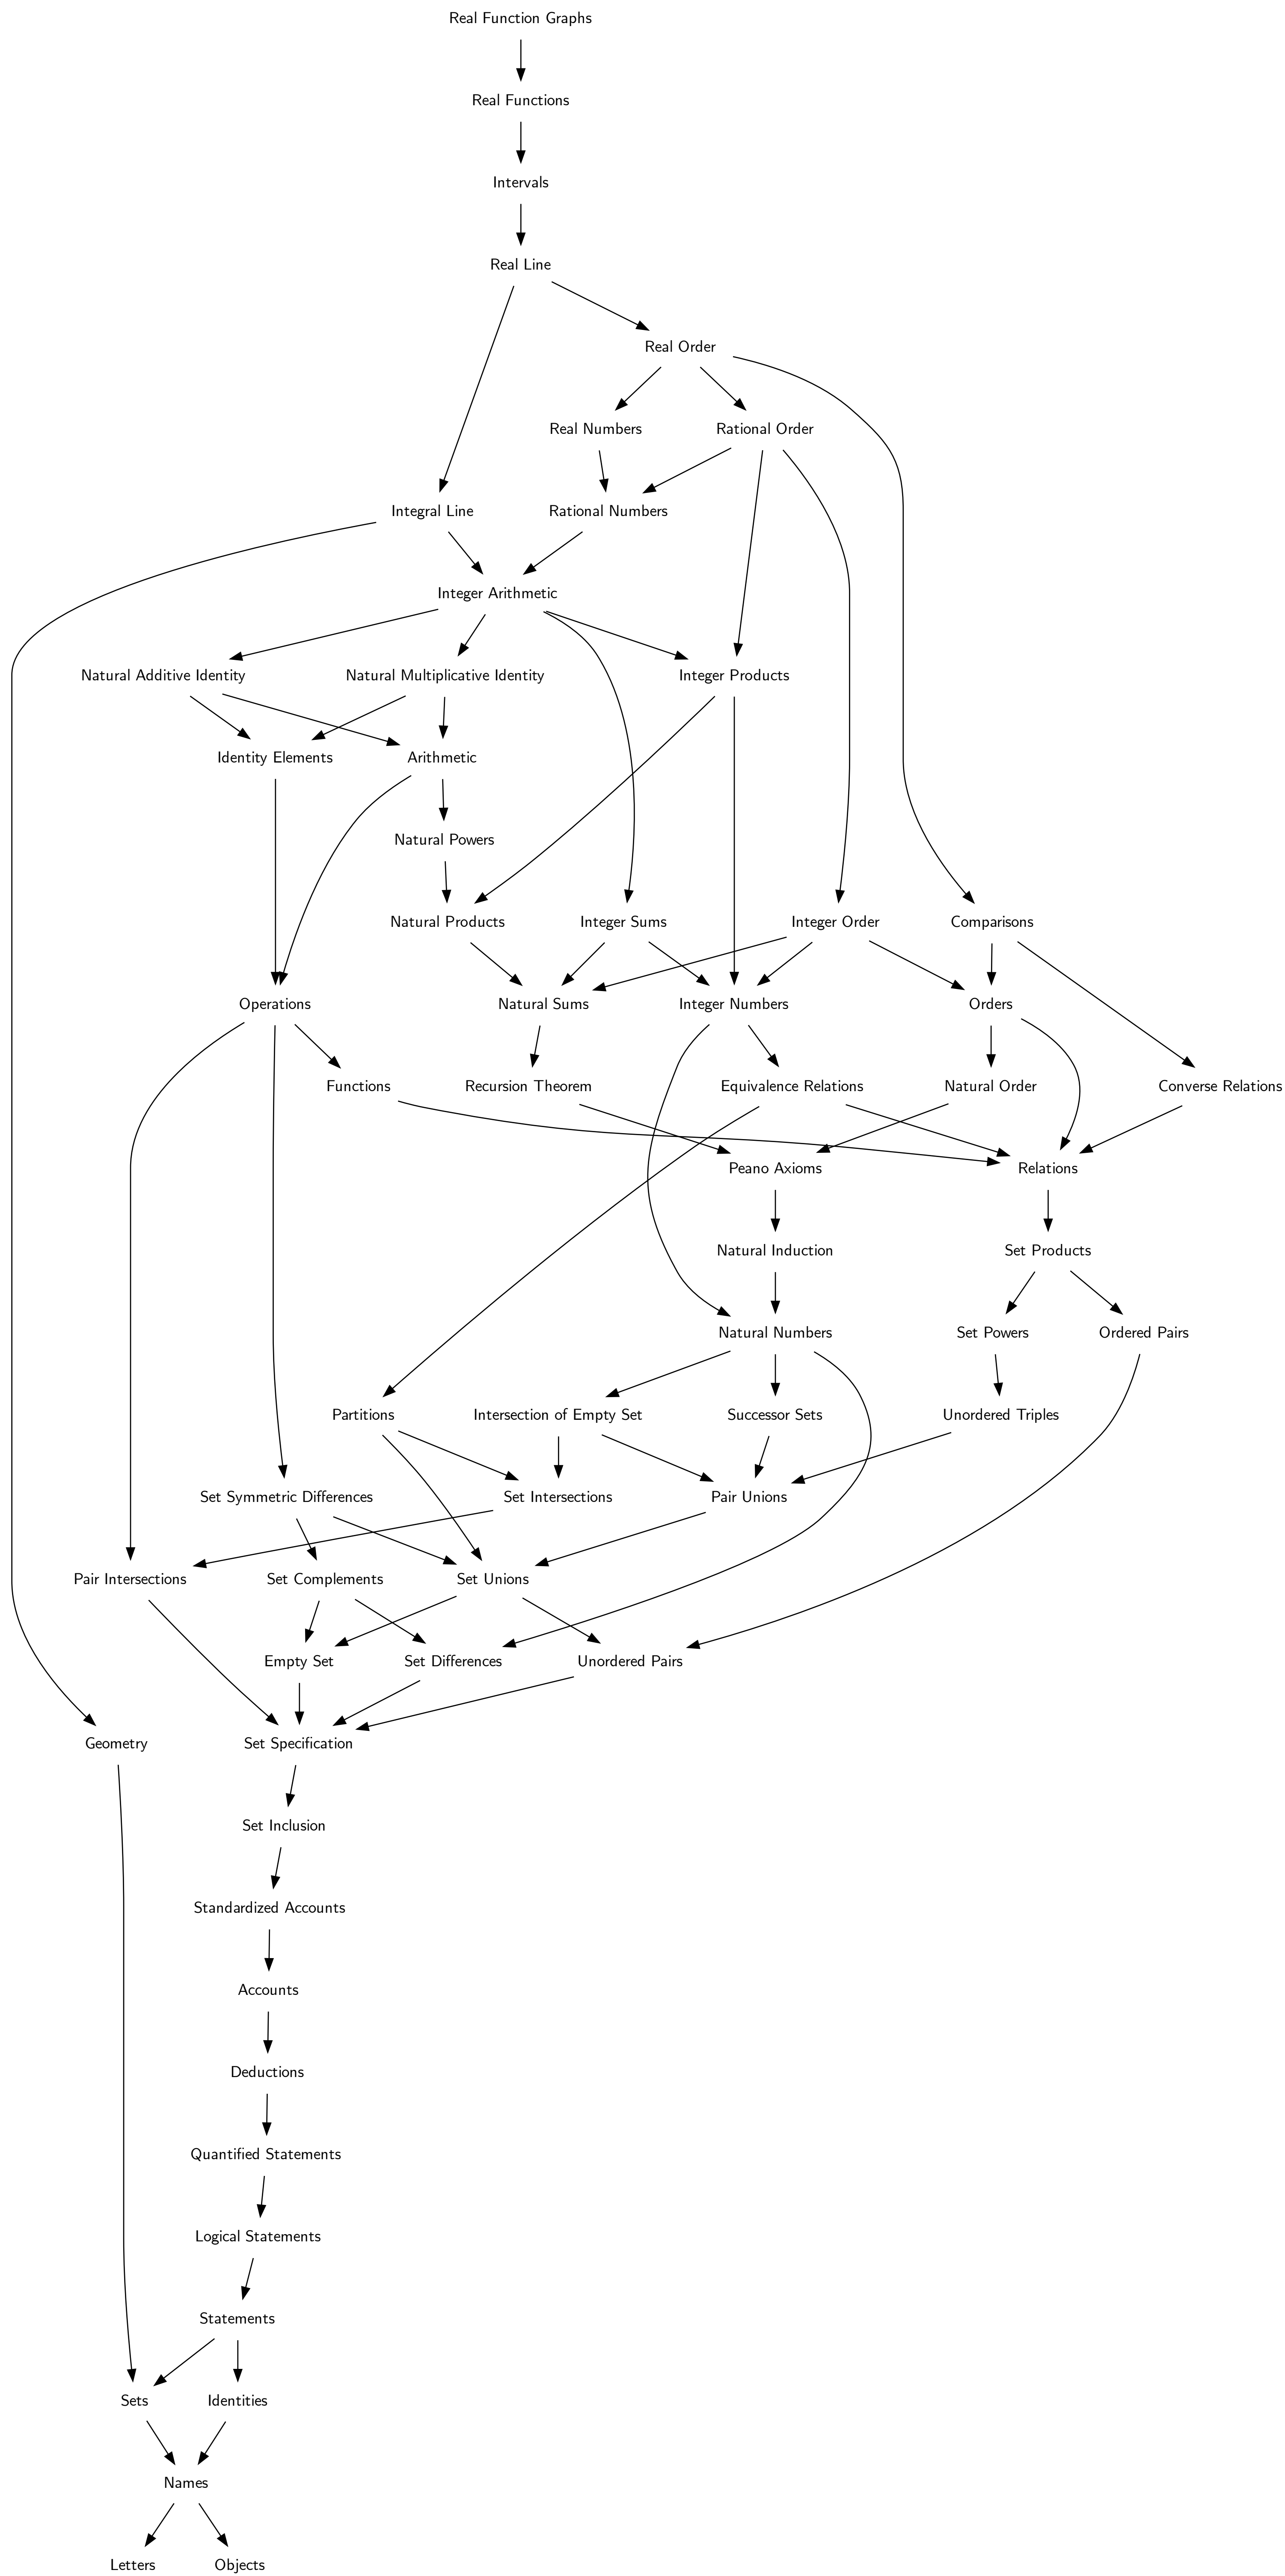 Real Function Graphs
Real Functions
Intervals
Real Line
Real Order
Real Numbers
Rational Order
Integral Line
Rational Numbers
Integer Arithmetic
Natural Additive Identity
Natural Multiplicative Identity
Integer Products
Identity Elements
Arithmetic
Natural Powers
Natural Products
Integer Sums
Integer Order
Comparisons
Operations
Natural Sums
Integer Numbers
Orders
Functions
Recursion Theorem
Equivalence Relations
Natural Order
Converse Relations
Peano Axioms
Relations
Natural Induction
Set Products
Natural Numbers
Set Powers
Ordered Pairs
Partitions
Intersection of Empty Set
Successor Sets
Unordered Triples
Set Symmetric Differences
Set Intersections
Pair Unions
Pair Intersections
Set Complements
Set Unions
Empty Set
Set Differences
Unordered Pairs
Geometry
Set Specification
Set Inclusion
Standardized Accounts
Accounts
Deductions
Quantified Statements
Logical Statements
Statements
Sets
Identities
Names
Letters
Objects